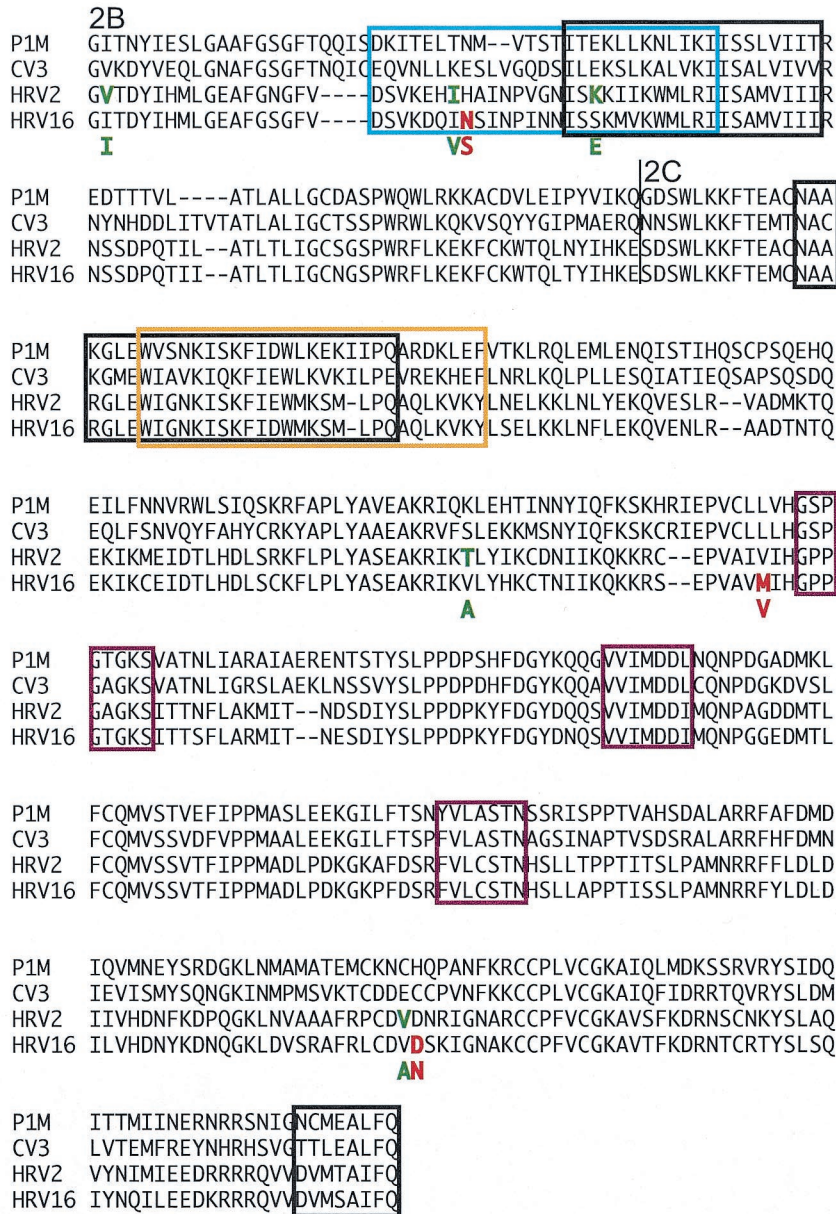 2B
P1M GITNYIESLGAAFGSGFTQQISDKITELTNM--VTSTITEKLLKNLIKIISSLVIITR
CV3 GVKDYVEQLGNAFGSGFTNQICEQVNLLKESLVGQDSILEKSLKALVKIISALVIVVR
HRV2 GVTDYIHMLGEAFGNGFV----DSVKEHIHAINPVGNISKKIIKWMLRIISAMVIIIR
HRV16 GITDYIHMLGEAFGSGFV----DSVKDQINSINPINNISSKMVKWMLRIISAMVIIIR
I VS E
2C
P1M EDTTTVL----ATLALLGCDASPWQWLRKKACDVLEIPYVIKQGDSWLKKFTEACNAA
CV3 NYNHDDLITVTATLALIGCTSSPWRWLKQKVSQYYGIPMAERQNNSWLKKFTEMTNAC
HRV2 NSSDPQTIL--ATLTLIGCSGSPWRFLKEKFCKWTQLNYIHKESDSWLKKFTEACNAA
HRV16 NSSDPQTII--ATLTLIGCNGSPWRFLKEKFCKWTQLTYIHKESDSWLKKFTEMCNAA
P1M KGLEWVSNKISKFIDWLKEKIIPQARDKLEFVTKLRQLEMLENQISTIHQSCPSQEHQ
CV3 KGMEWIAVKIQKFIEWLKVKILPEVREKHEFLNRLKQLPLLESQIATIEQSAPSQSDQ
HRV2 RGLEWIGNKISKFIEWMKSM-LPQAQLKVKYLNELKKLNLYEKQVESLR--VADMKTQ
HRV16 RGLEWIGNKISKFIDWMKSM-LPQAQLKVKYLSELKKLNFLEKQVENLR--AADTNTQ
P1M EILFNNVRWLSIQSKRFAPLYAVEAKRIQKLEHTINNYIQFKSKHRIEPVCLLVHGSP
CV3 EQLFSNVQYFAHYCRKYAPLYAAEAKRVFSLEKKMSNYIQFKSKCRIEPVCLLLHGSP
HRV2 EKIKMEIDTLHDLSRKFLPLYASEAKRIKTLYIKCDNIIKQKKRC--EPVAIVIHGPP
HRV16 EKIKCEIDTLHDLSCKFLPLYASEAKRIKVLYHKCTNIIKQKKRS--EPVAVMIHGPP
A V
P1M GTGKSVATNLIARAIAERENTSTYSLPPDPSHFDGYKQQGVVIMDDLNQNPDGADMKL
CV3 GAGKSVATNLIGRSLAEKLNSSVYSLPPDPDHFDGYKQQAVVIMDDLCQNPDGKDVSL
HRV2 GAGKSITTNFLAKMIT--NDSDIYSLPPDPKYFDGYDQQSVVIMDDIMQNPAGDDMTL
HRV16 GTGKSITTSFLARMIT--NESDIYSLPPDPKYFDGYDNQSVVIMDDIMQNPGGEDMTL
P1M FCQMVSTVEFIPPMASLEEKGILFTSNYVLASTNSSRISPPTVAHSDALARRFAFDMD
CV3 FCQMVSSVDFVPPMAALEEKGILFTSPFVLASTNAGSINAPTVSDSRALARRFHFDMN
HRV2 FCQMVSSVTFIPPMADLPDKGKAFDSRFVLCSTNHSLLTPPTITSLPAMNRRFFLDLD
HRV16 FCQMVSSVTFIPPMADLPDKGKPFDSRFVLCSTNHSLLAPPTISSLPAMNRRFYLDLD
P1M IQVMNEYSRDGKLNMAMATEMCKNCHQPANFKRCCPLVCGKAIQLMDKSSRVRYSIDQ
CV3 IEVISMYSQNGKINMPMSVKTCDDECCPVNFKKCCPLVCGKAIQFIDRRTQVRYSLDM
HRV2 IIVHDNFKDPQGKLNVAAAFRPCDVDNRIGNARCCPFVCGKAVSFKDRNSCNKYSLAQ
HRV16 ILVHDNYKDNQGKLDVSRAFRLCDVDSKIGNAKCCPFVCGKAVTFKDRNTCRTYSLSQ
AN
P1M ITTMIINERNRRSNIGNCMEALFQ
CV3 LVTEMFREYNHRHSVGTTLEALFQ
HRV2 VYNIMIEEDRRRRQVVDVMTAIFQ
HRV16 IYNQILEEDKRRRRQVVDVMSAIFQ